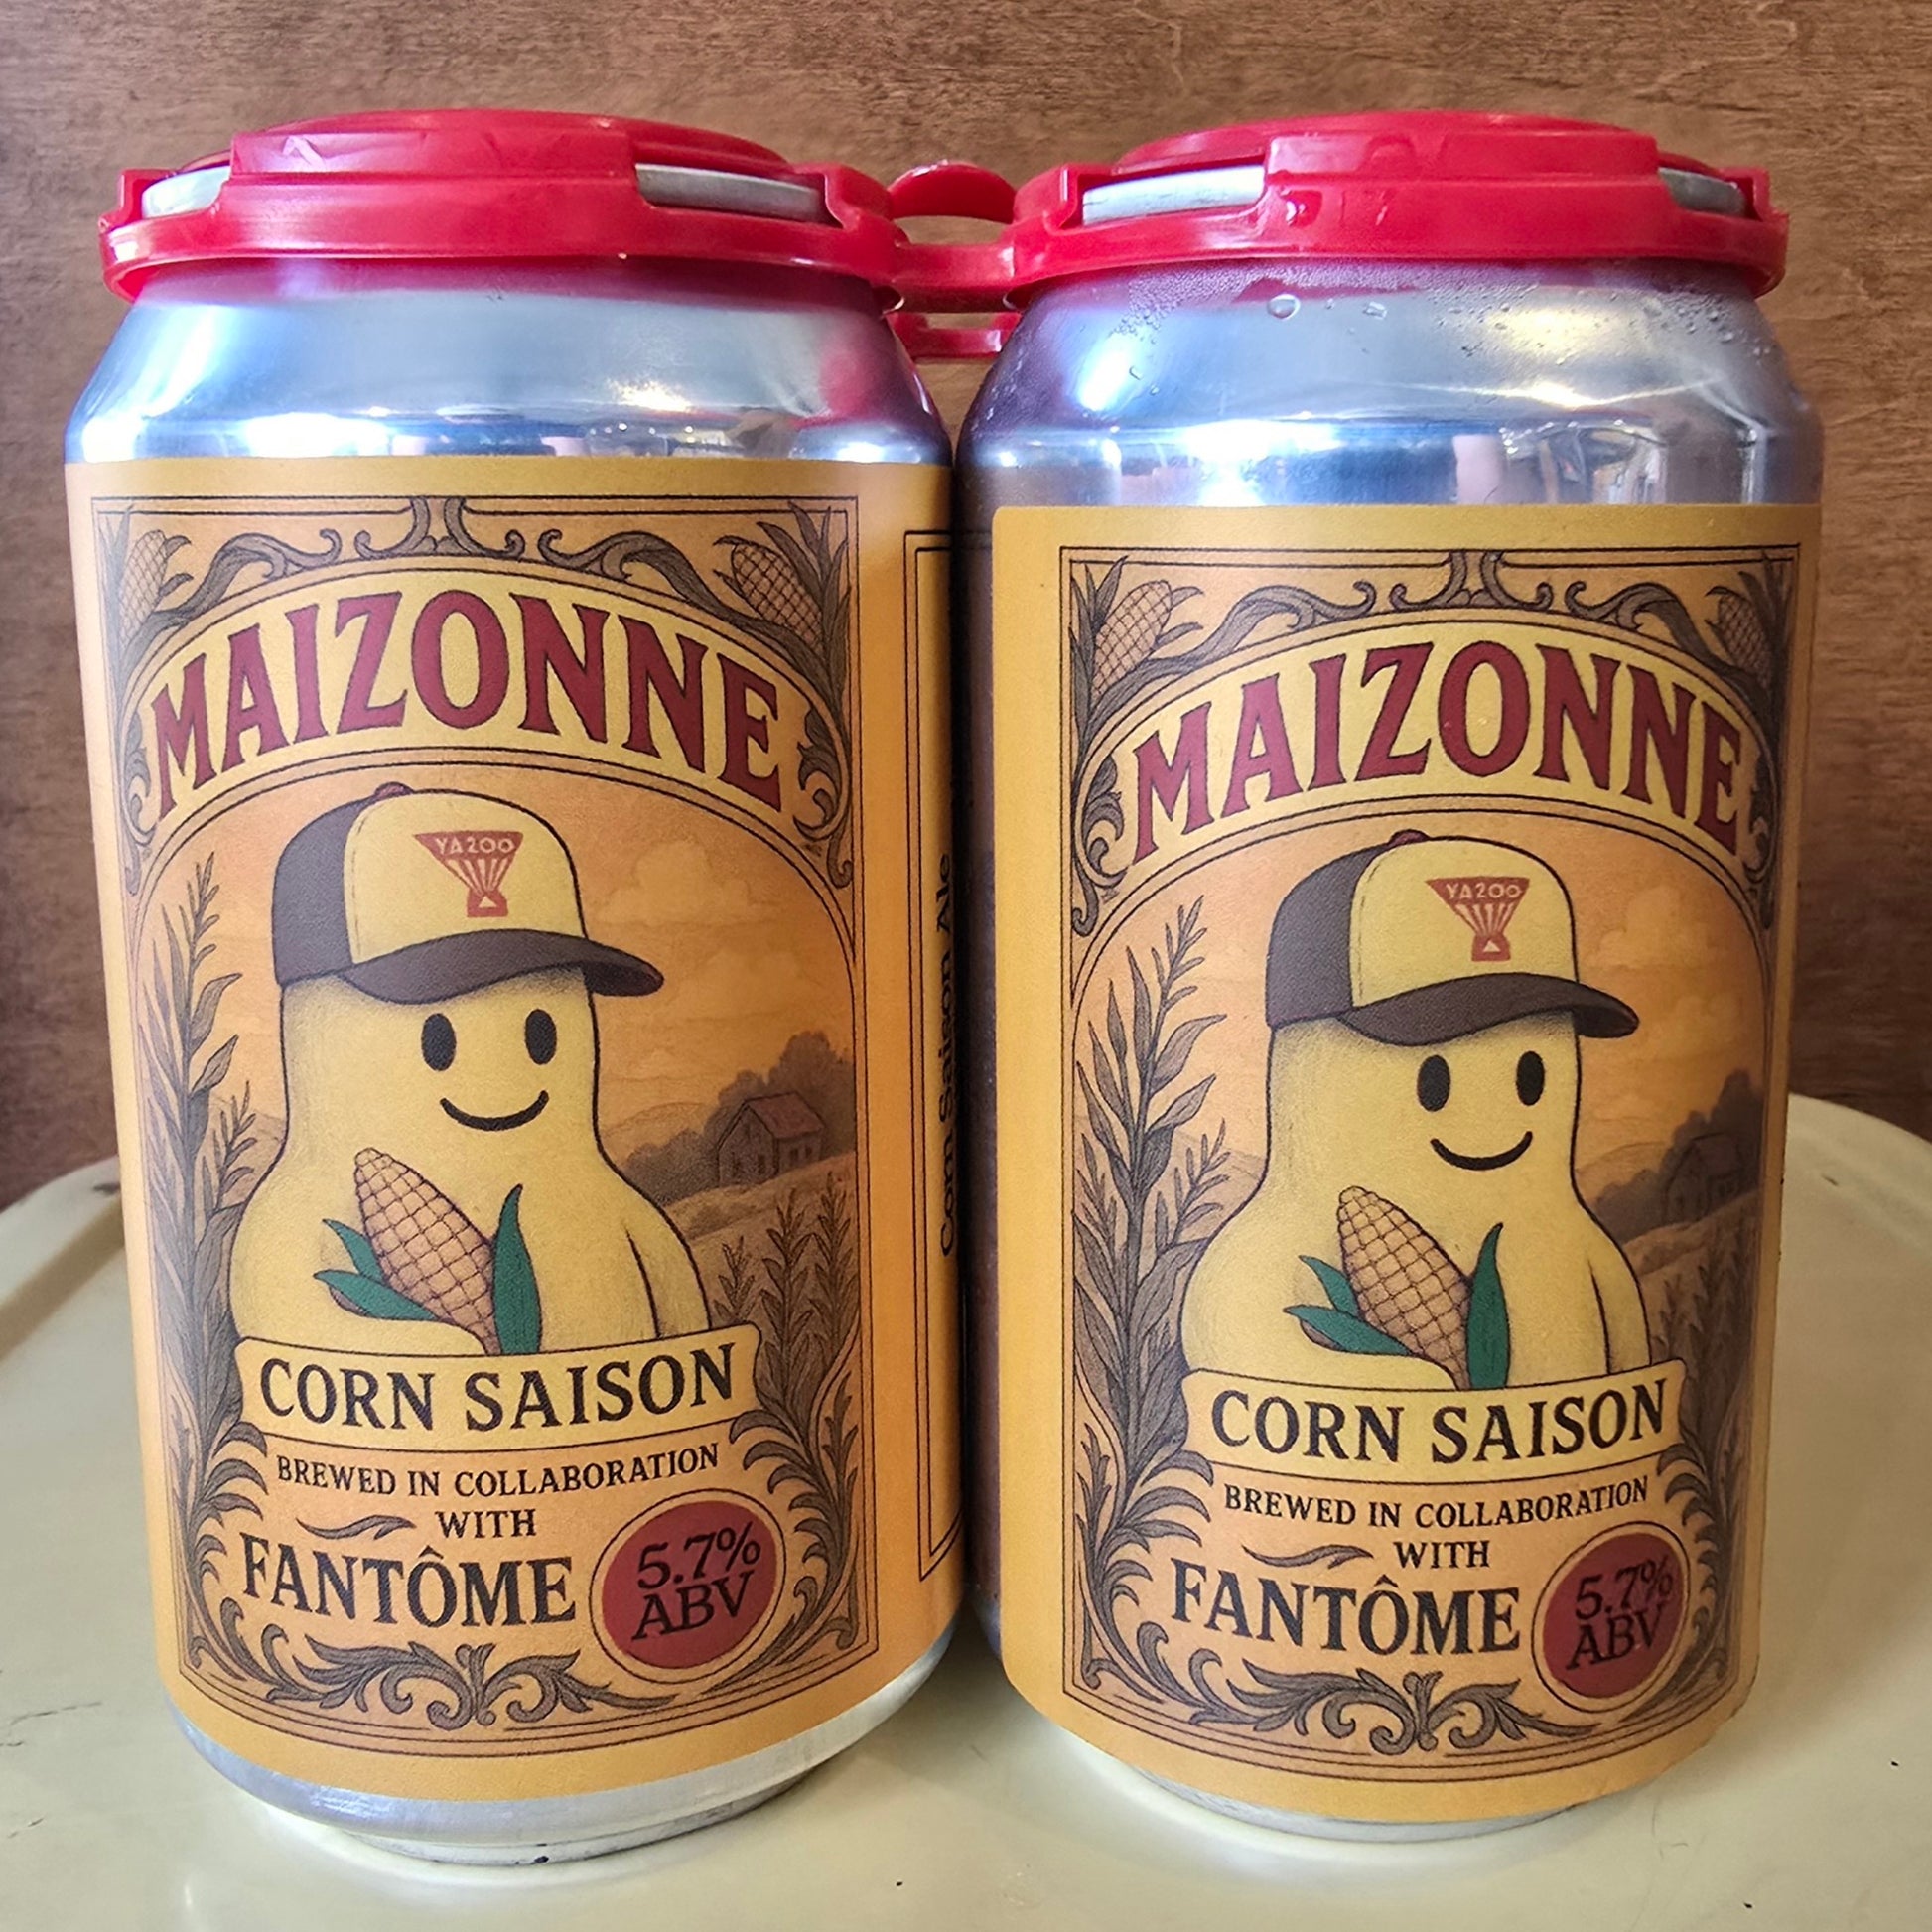 MAIZONNE
YAZOO
CORN SAISON
BREWED IN COLLABORATION
WITH
FANTÔME
5.7%
ABV
Corn Saison Ale
MAIZONNE
YAZOO
CORN SAISON
BREWED IN COLLABORATION
WITH
FANTÔME
5.7%
ABV